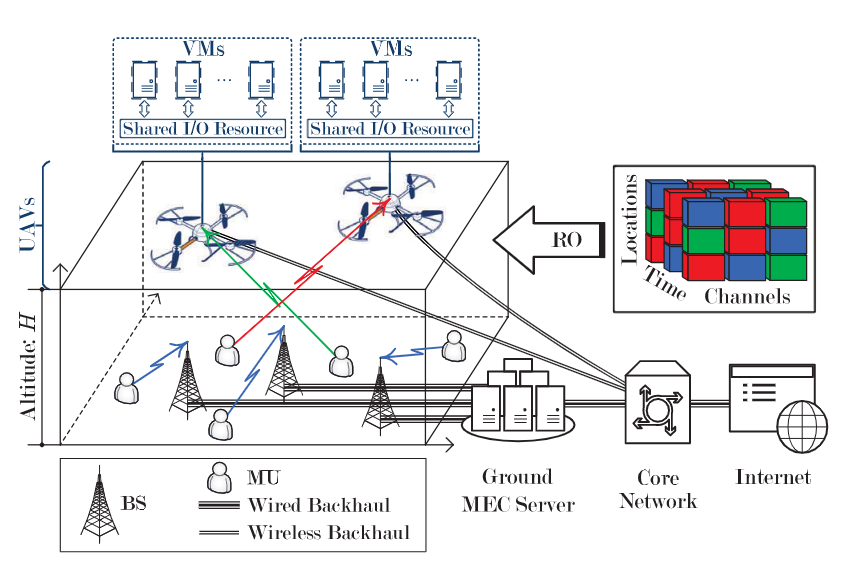 VMs
VMs
...
...
Shared I/O Resource
Shared I/O Resource
UAVs
Locations
RO
Time
Channels
Altitude: H
Ground
MEC Server
Core
Network
Internet
BS
MU
Wired Backhaul
Wireless Backhaul